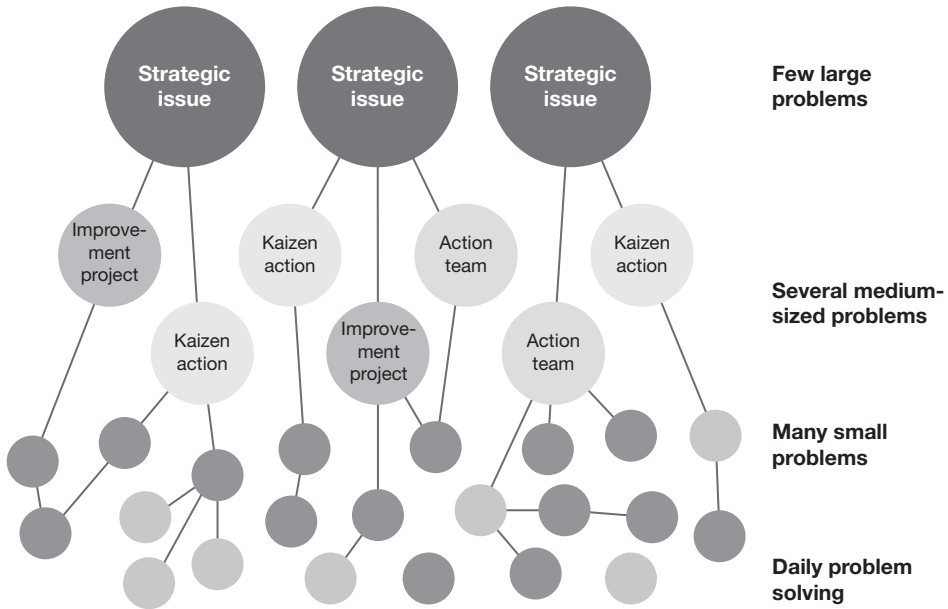 Strategic
issue
Strategic
issue
Strategic
issue
Few large
problems
Improve-
ment
project
Kaizen
action
Action
team
Kaizen
action
Several medium-
sized problems
Kaizen
action
Improve-
ment
project
Action
team
Many small
problems
Daily problem
solving